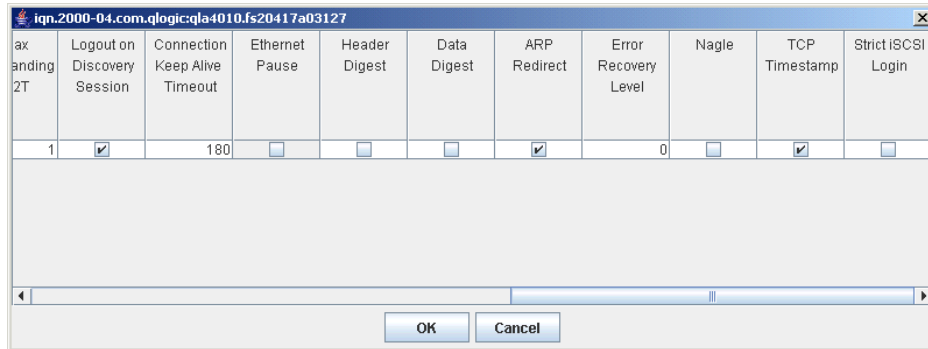 iqn.2000-04.com.qlogic:qla4010.fs20417a03127
ax Logout on Connection Ethernet Header Data ARP Error Nagle TCP Strict iSCSI
anding Discovery Keep Alive Pause Digest Digest Redirect Recovery Timestamp Login
2T Session Timeout Level
1 180 0
OK Cancel